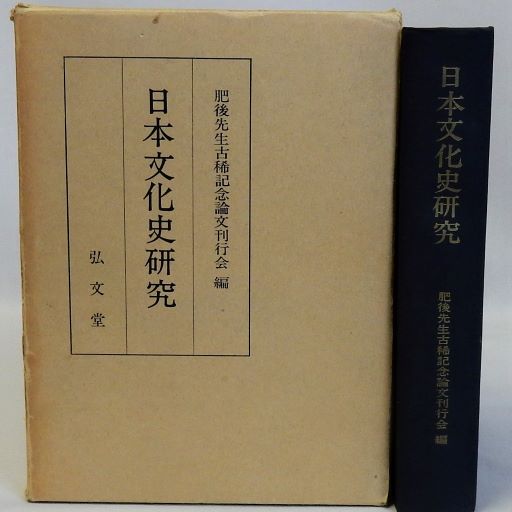 肥後先生古稀記念論文刊行会 編
日本文化史研究
弘文堂
日本文化史研究
肥後先生古稀記念論文刊行会 編